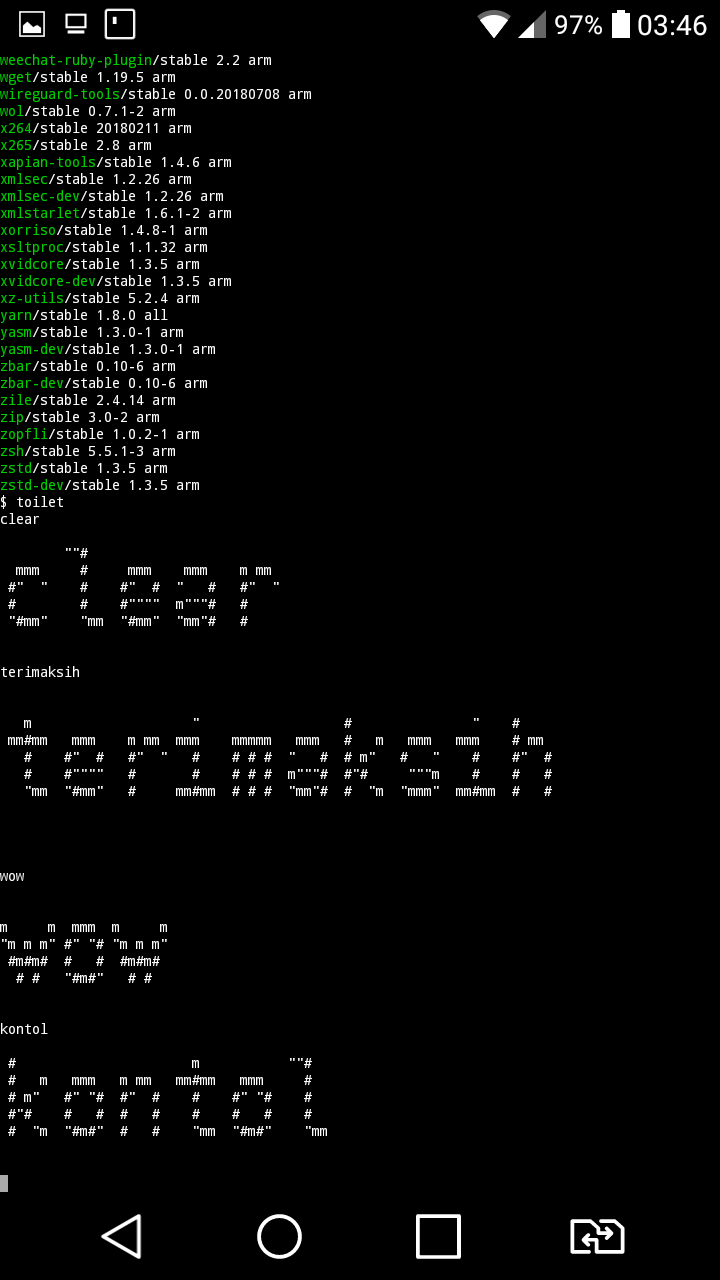 97% 03:46
weechat-ruby-plugin/stable 2.2 arm
wget/stable 1.19.5 arm
wireguard-tools/stable 0.0.20180708 arm
wol/stable 0.7.1-2 arm
x264/stable 20180211 arm
x265/stable 2.8 arm
xapian-tools/stable 1.4.6 arm
xmlsec/stable 1.2.26 arm
xmlsec-dev/stable 1.2.26 arm
xmlstarlet/stable 1.6.1-2 arm
xorriso/stable 1.4.8-1 arm
xsltproc/stable 1.1.32 arm
xvidcore/stable 1.3.5 arm
xvidcore-dev/stable 1.3.5 arm
xz-utils/stable 5.2.4 arm
yarn/stable 1.8.0 all
yasm/stable 1.3.0-1 arm
yasm-dev/stable 1.3.0-1 arm
zbar/stable 0.10-6 arm
zbar-dev/stable 0.10-6 arm
zile/stable 2.4.14 arm
zip/stable 3.0-2 arm
zopfli/stable 1.0.2-1 arm
zsh/stable 5.5.1-3 arm
zstd/stable 1.3.5 arm
zstd-dev/stable 1.3.5 arm
$ toilet
clear
clear
terimaksih
terimaksih
wow
wow
kontol
kontol